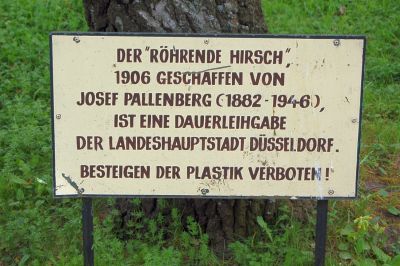 DER "RÖHRENDE HIRSCH",
1906 GESCHAFFEN VON
JOSEF PALLENBERG (1882-1946),
IST EINE DAUERLEIHGABE
DER LANDESHAUPTSTADT DÜSSELDORF.
BESTEIGEN DER PLASTIK VERBOTEN!